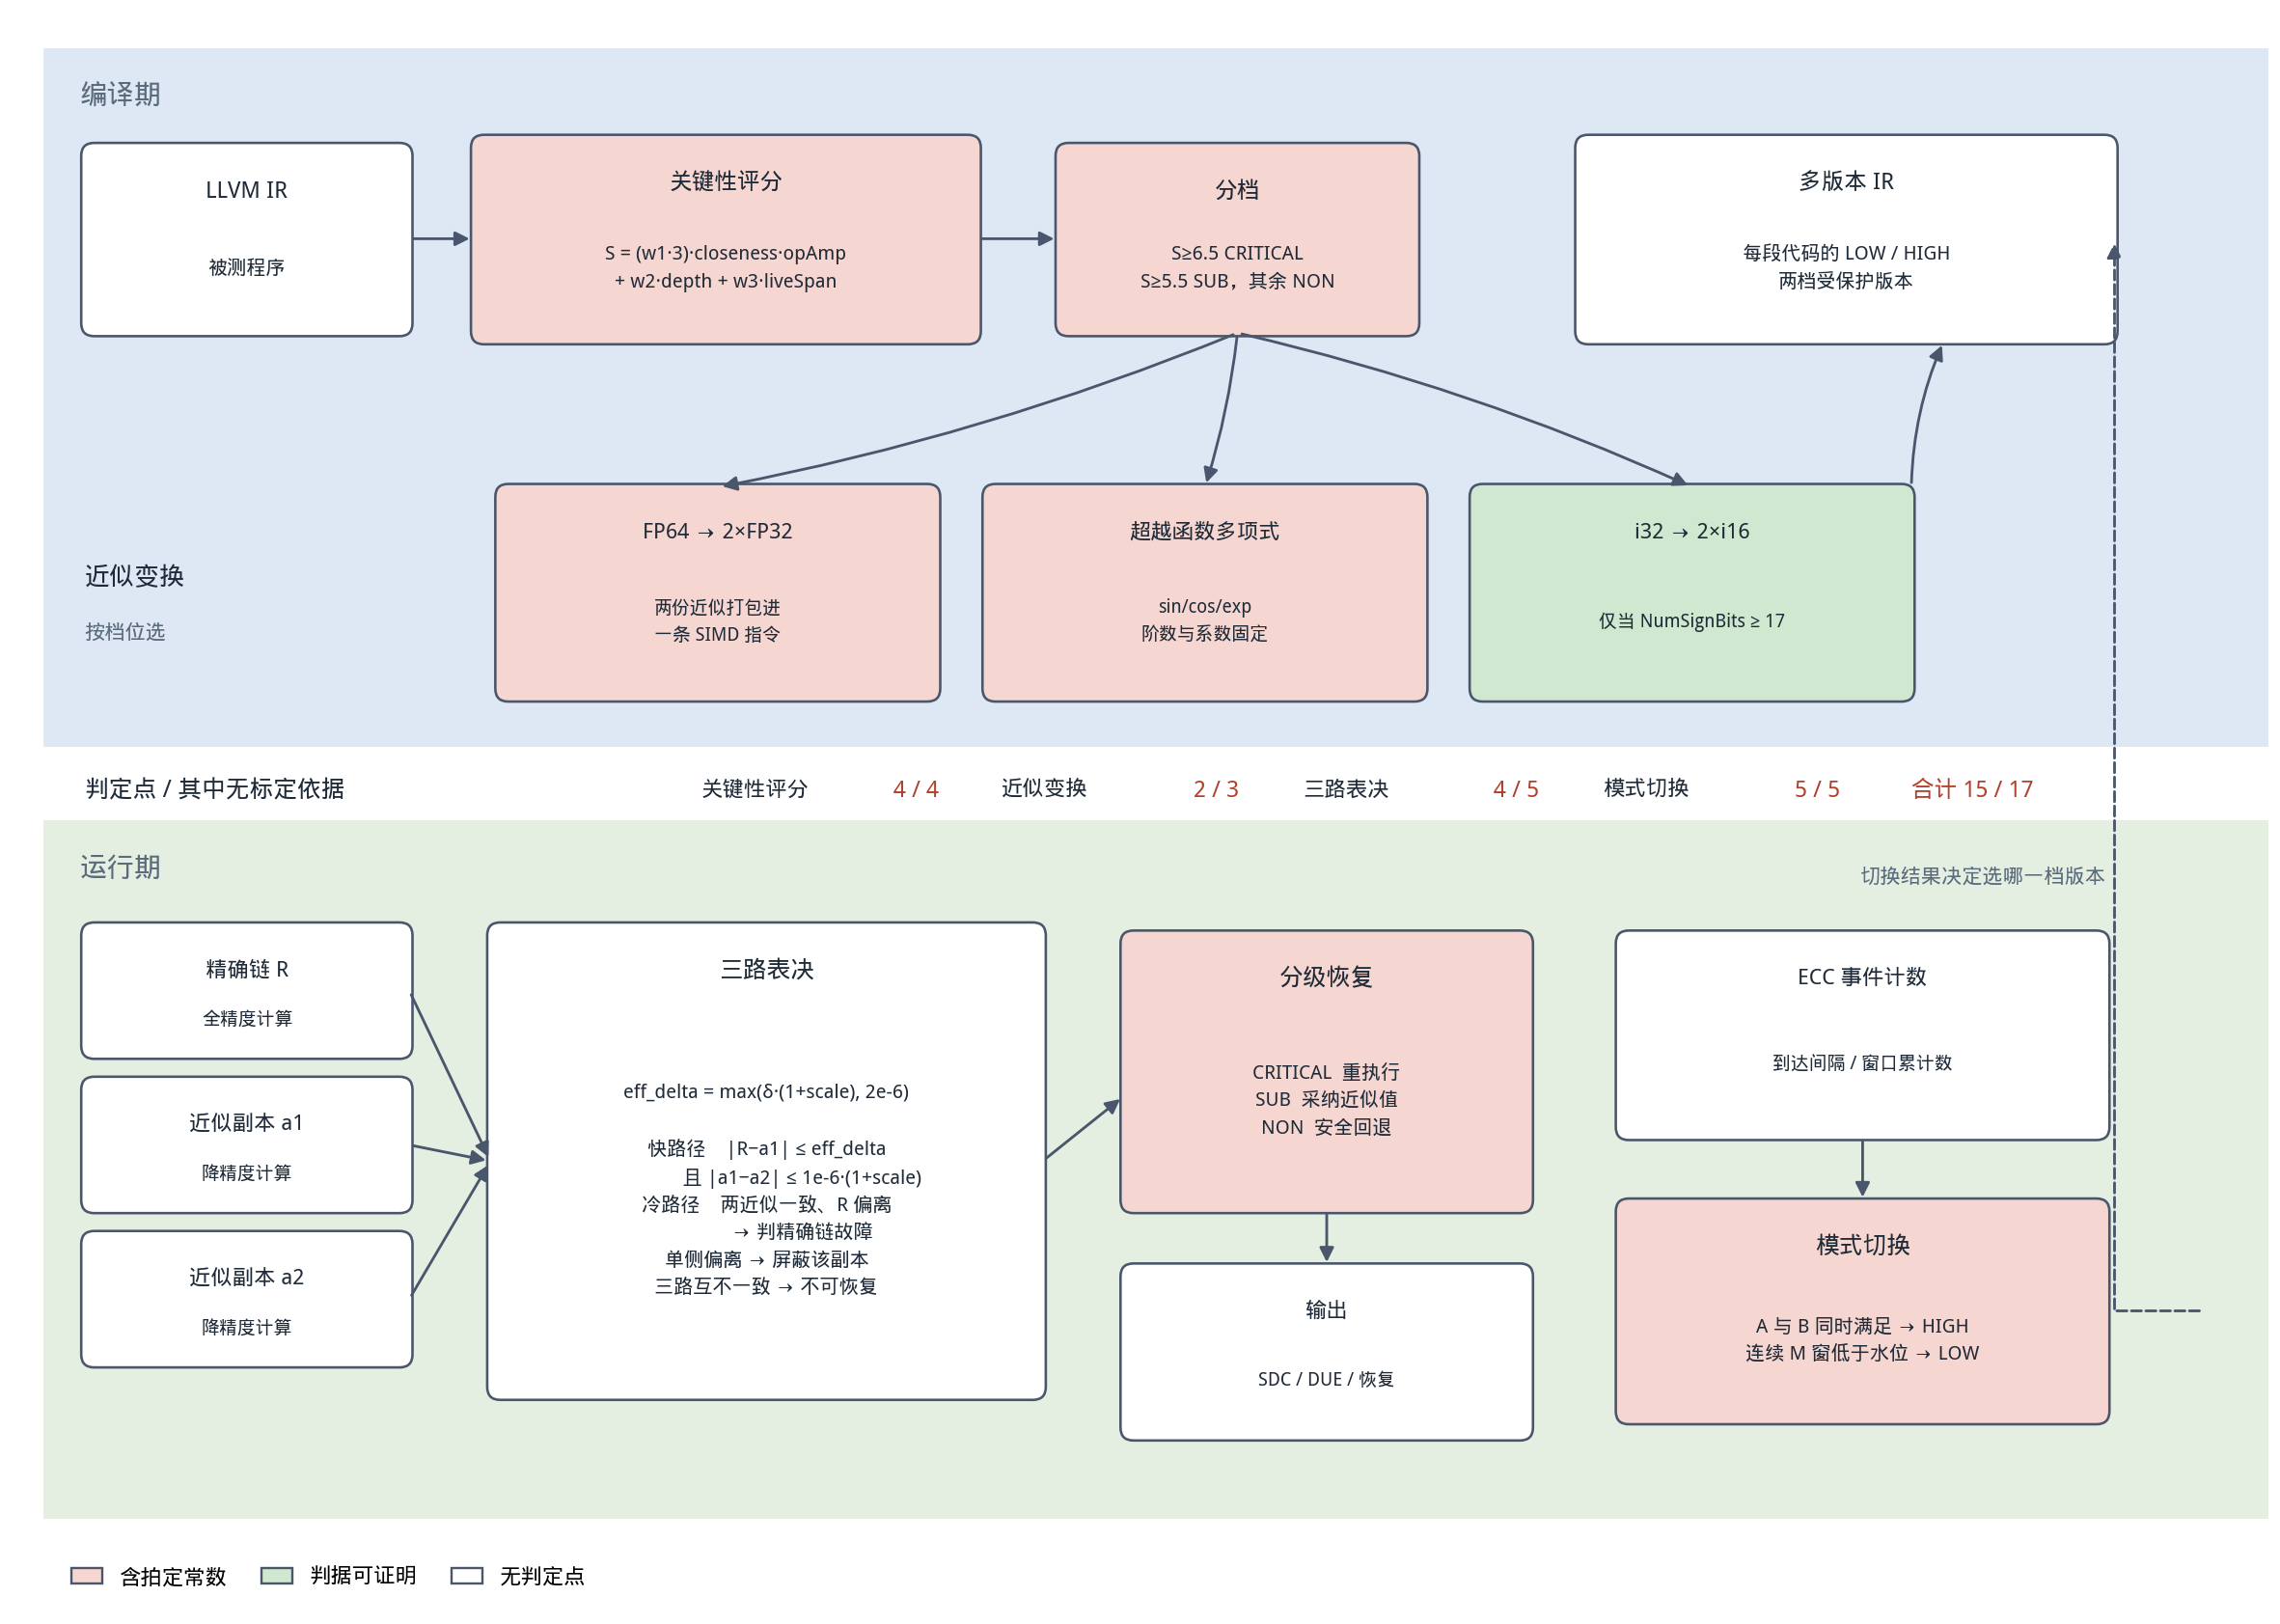 编译期
LLVM IR
被测程序
关键性评分
S = (w1·3)·closeness·opAmp
+ w2·depth + w3·liveSpan
分档
S≥6.5 CRITICAL
S≥5.5 SUB，其余 NON
多版本 IR
每段代码的 LOW / HIGH
两档受保护版本
近似变换
按档位选
FP64 → 2×FP32
两份近似打包进
一条 SIMD 指令
超越函数多项式
sin/cos/exp
阶数与系数固定
i32 → 2×i16
仅当 NumSignBits ≥ 17
判定点 / 其中无标定依据
关键性评分
4 / 4
近似变换
2 / 3
三路表决
4 / 5
模式切换
5 / 5
合计 15 / 17
运行期
切换结果决定选哪一档版本
精确链 R
全精度计算
近似副本 a1
降精度计算
近似副本 a2
降精度计算
三路表决
eff_delta = max(δ·(1+scale), 2e-6)
快路径 |R−a1| ≤ eff_delta
且 |a1−a2| ≤ 1e-6·(1+scale)
冷路径 两近似一致、R 偏离
→ 判精确链故障
单侧偏离 → 屏蔽该副本
三路互不一致 → 不可恢复
分级恢复
CRITICAL 重执行
SUB 采纳近似值
NON 安全回退
输出
SDC / DUE / 恢复
ECC 事件计数
到达间隔 / 窗口累计数
模式切换
A 与 B 同时满足 → HIGH
连续 M 窗低于水位 → LOW
含拍定常数
判据可证明
无判定点